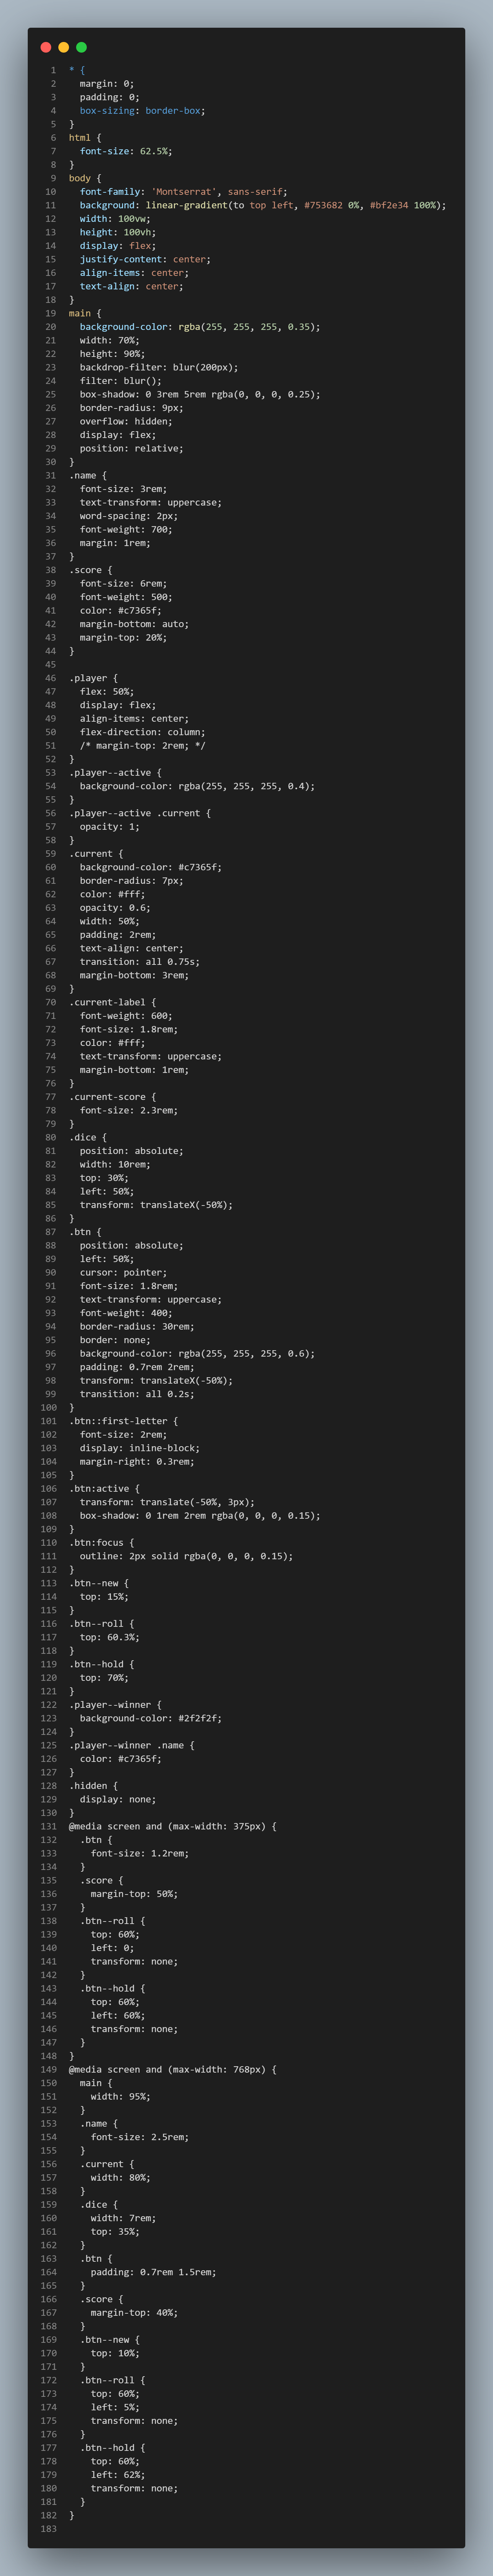 1 * {
2   margin: 0;
3   padding: 0;
4   box-sizing: border-box;
5 }
6 html {
7   font-size: 62.5%;
8 }
9 body {
10   font-family: 'Montserrat', sans-serif;
11   background: linear-gradient(to top left, #753682 0%, #bf2e34 100%);
12   width: 100vw;
13   height: 100vh;
14   display: flex;
15   justify-content: center;
16   align-items: center;
17   text-align: center;
18 }
19 main {
20   background-color: rgba(255, 255, 255, 0.35);
21   width: 70%;
22   height: 90%;
23   backdrop-filter: blur(200px);
24   filter: blur();
25   box-shadow: 0 3rem 5rem rgba(0, 0, 0, 0.25);
26   border-radius: 9px;
27   overflow: hidden;
28   display: flex;
29   position: relative;
30 }
31 .name {
32   font-size: 3rem;
33   text-transform: uppercase;
34   word-spacing: 2px;
35   font-weight: 700;
36   margin: 1rem;
37 }
38 .score {
39   font-size: 6rem;
40   font-weight: 500;
41   color: #c7365f;
42   margin-bottom: auto;
43   margin-top: 20%;
44 }
45
46 .player {
47   flex: 50%;
48   display: flex;
49   align-items: center;
50   flex-direction: column;
51   /* margin-top: 2rem; */
52 }
53 .player--active {
54   background-color: rgba(255, 255, 255, 0.4);
55 }
56 .player--active .current {
57   opacity: 1;
58 }
59 .current {
60   background-color: #c7365f;
61   border-radius: 7px;
62   color: #fff;
63   opacity: 0.6;
64   width: 50%;
65   padding: 2rem;
66   text-align: center;
67   transition: all 0.75s;
68   margin-bottom: 3rem;
69 }
70 .current-label {
71   font-weight: 600;
72   font-size: 1.8rem;
73   color: #fff;
74   text-transform: uppercase;
75   margin-bottom: 1rem;
76 }
77 .current-score {
78   font-size: 2.3rem;
79 }
80 .dice {
81   position: absolute;
82   width: 10rem;
83   top: 30%;
84   left: 50%;
85   transform: translateX(-50%);
86 }
87 .btn {
88   position: absolute;
89   left: 50%;
90   cursor: pointer;
91   font-size: 1.8rem;
92   text-transform: uppercase;
93   font-weight: 400;
94   border-radius: 30rem;
95   border: none;
96   background-color: rgba(255, 255, 255, 0.6);
97   padding: 0.7rem 2rem;
98   transform: translateX(-50%);
99   transition: all 0.2s;
100 }
101 .btn::first-letter {
102   font-size: 2rem;
103   display: inline-block;
104   margin-right: 0.3rem;
105 }
106 .btn:active {
107   transform: translate(-50%, 3px);
108   box-shadow: 0 1rem 2rem rgba(0, 0, 0, 0.15);
109 }
110 .btn:focus {
111   outline: 2px solid rgba(0, 0, 0, 0.15);
112 }
113 .btn--new {
114   top: 15%;
115 }
116 .btn--roll {
117   top: 60.3%;
118 }
119 .btn--hold {
120   top: 70%;
121 }
122 .player--winner {
123   background-color: #2f2f2f;
124 }
125 .player--winner .name {
126   color: #c7365f;
127 }
128 .hidden {
129   display: none;
130 }
131 @media screen and (max-width: 375px) {
132   .btn {
133     font-size: 1.2rem;
134   }
135   .score {
136     margin-top: 50%;
137   }
138   .btn--roll {
139     top: 60%;
140     left: 0;
141     transform: none;
142   }
143   .btn--hold {
144     top: 60%;
145     left: 60%;
146     transform: none;
147   }
148 }
149 @media screen and (max-width: 768px) {
150   main {
151     width: 95%;
152   }
153   .name {
154     font-size: 2.5rem;
155   }
156   .current {
157     width: 80%;
158   }
159   .dice {
160     width: 7rem;
161     top: 35%;
162   }
163   .btn {
164     padding: 0.7rem 1.5rem;
165   }
166   .score {
167     margin-top: 40%;
168   }
169   .btn--new {
170     top: 10%;
171   }
172   .btn--roll {
173     top: 60%;
174     left: 5%;
175     transform: none;
176   }
177   .btn--hold {
178     top: 60%;
179     left: 62%;
180     transform: none;
181   }
182 }
183